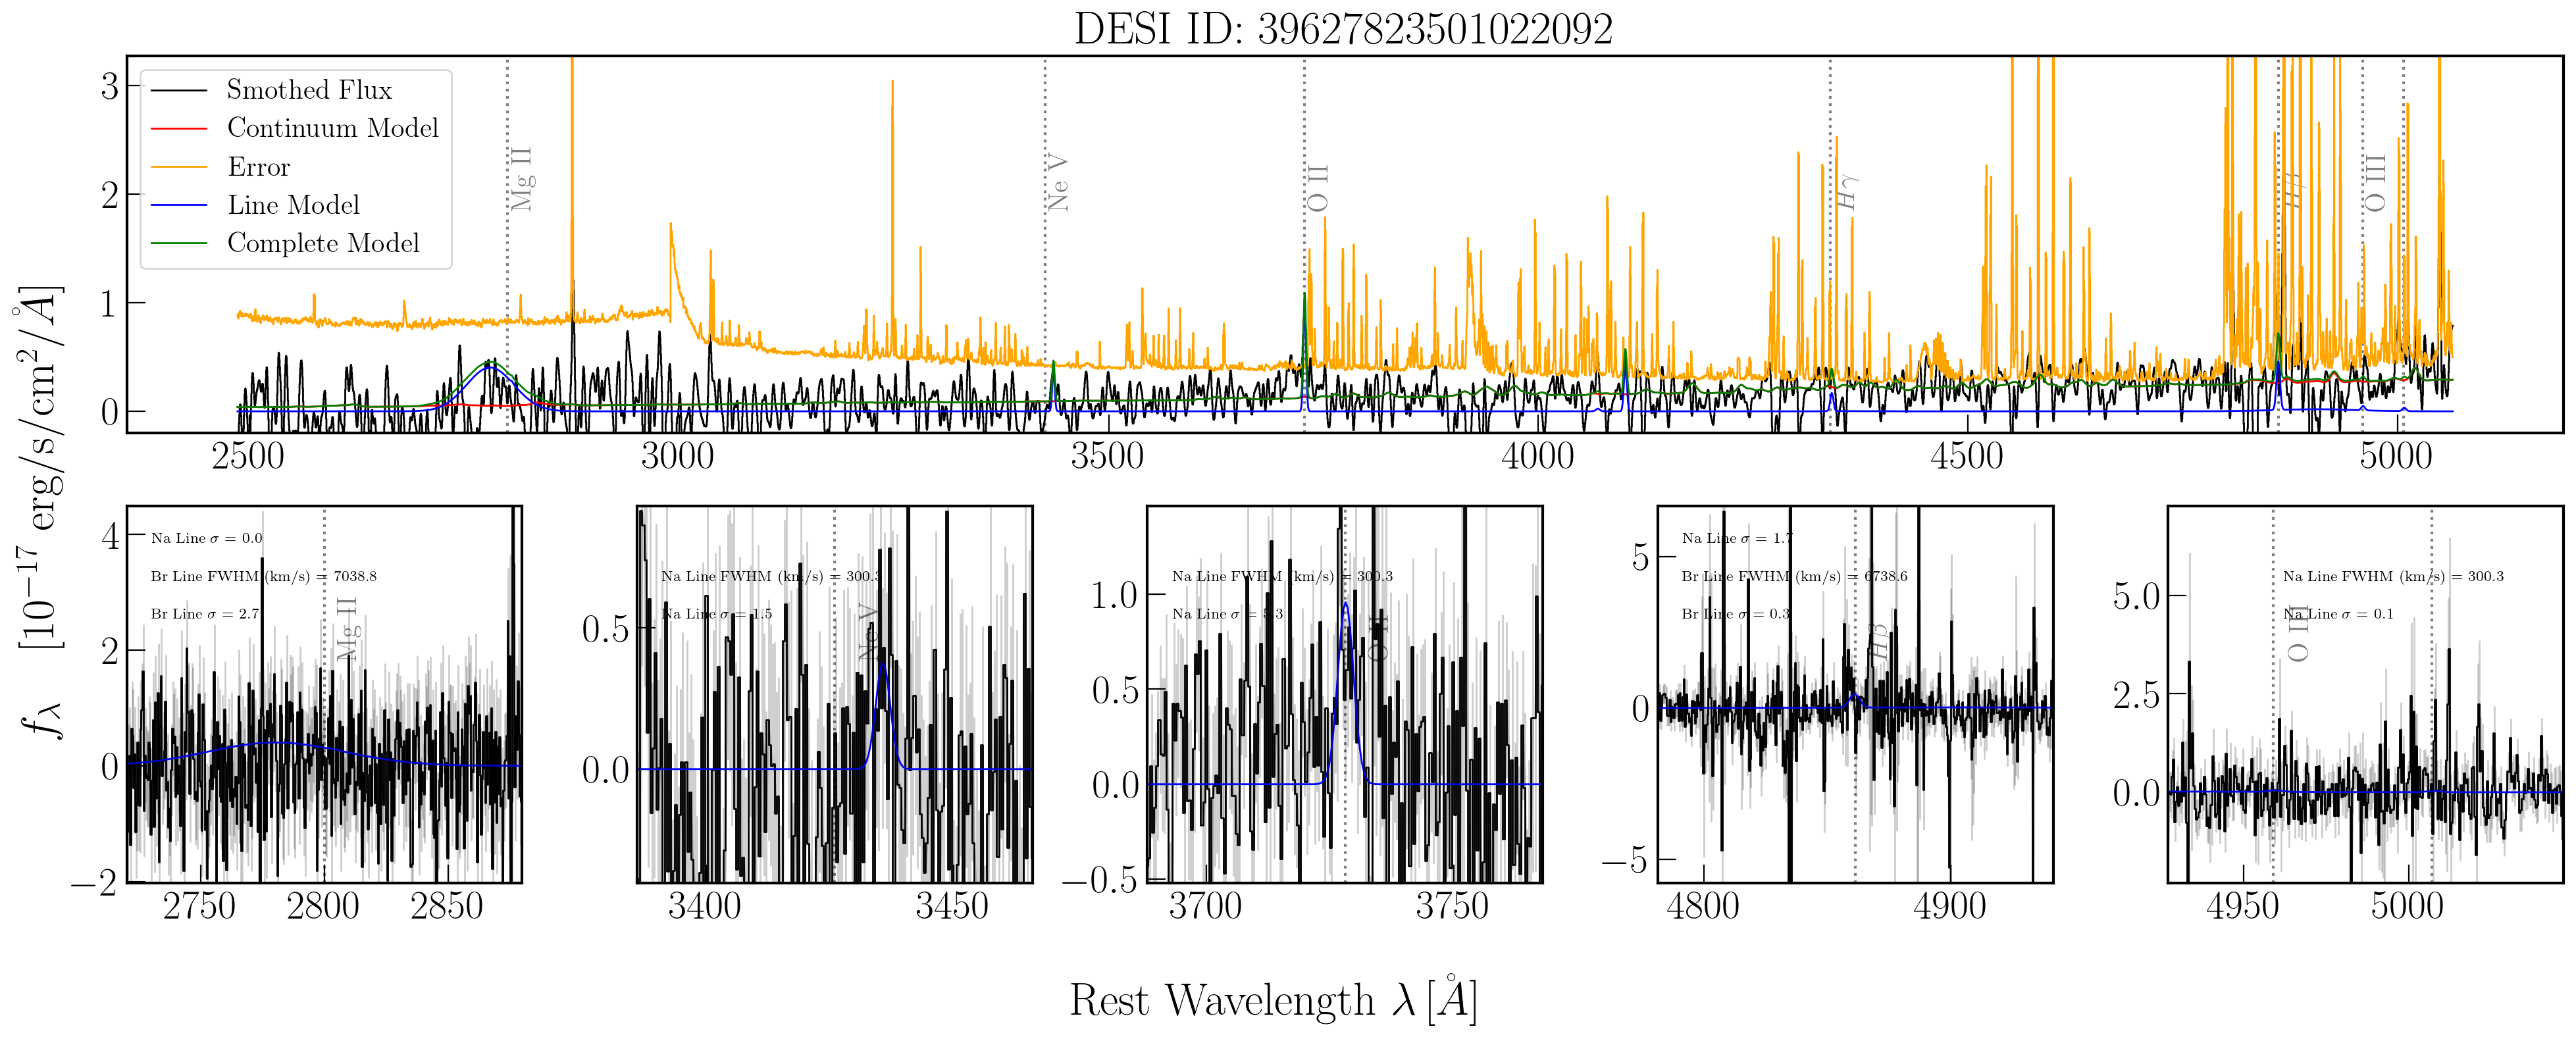 DESI ID: 39627823501022092
3
2
1
0
Smothed Flux
Continuum Model
Error
Line Model
Complete Model
Mg II
Ne V
O II
Hγ
Hβ
O III
2500 3000 3500 4000 4500 5000
f_λ [10^{-17} erg/s/cm^2/Å]
4
2
0
−2
Na Line σ = 0.0
Br Line FWHM (km/s) = 7038.8
Br Line σ = 2.7
Mg II
2750 2800 2850
0.5
0.0
Na Line FWHM (km/s) = 300.3
Na Line σ = 1.5
Ne V
3400 3450
1.0
0.5
0.0
−0.5
Na Line FWHM (km/s) = 300.3
Na Line σ = 5.3
O II
3700 3750
5
0
−5
Na Line σ = 1.7
Br Line FWHM (km/s) = 6738.6
Br Line σ = 0.3
Hβ
4800 4900
5.0
2.5
0.0
Na Line FWHM (km/s) = 300.3
Na Line σ = 0.1
O III
4950 5000
Rest Wavelength λ [Å]